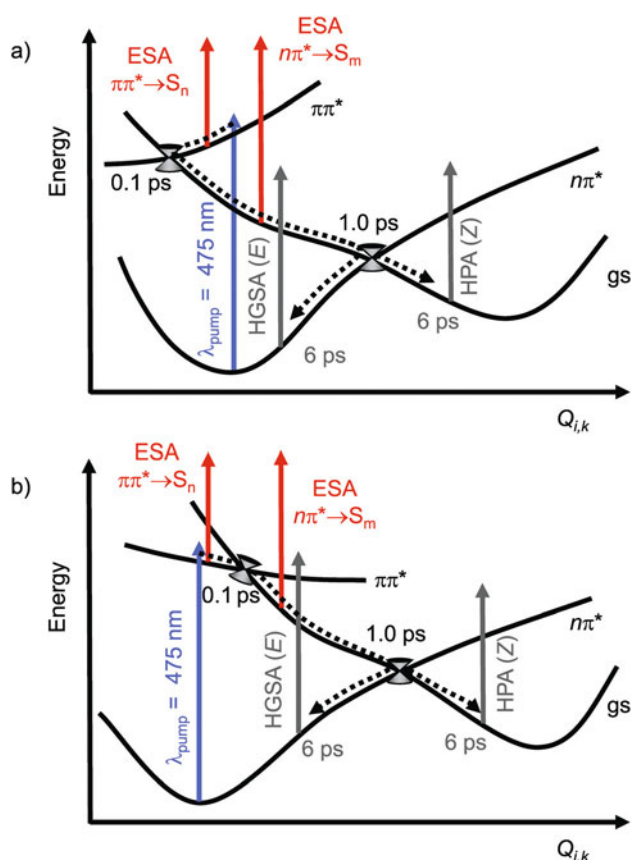 a)
ESA
ππ*→Sn
ESA
nπ*→Sm
ππ*
Energy
0.1 ps
λpump = 475 nm
HGSA (E)
1.0 ps
HPA (Z)
nπ*
gs
6 ps
6 ps
Qi,k
b)
ESA
ππ*→Sn
ESA
nπ*→Sm
Energy
0.1 ps
ππ*
λpump = 475 nm
HGSA (E)
1.0 ps
HPA (Z)
nπ*
gs
6 ps
6 ps
Qi,k